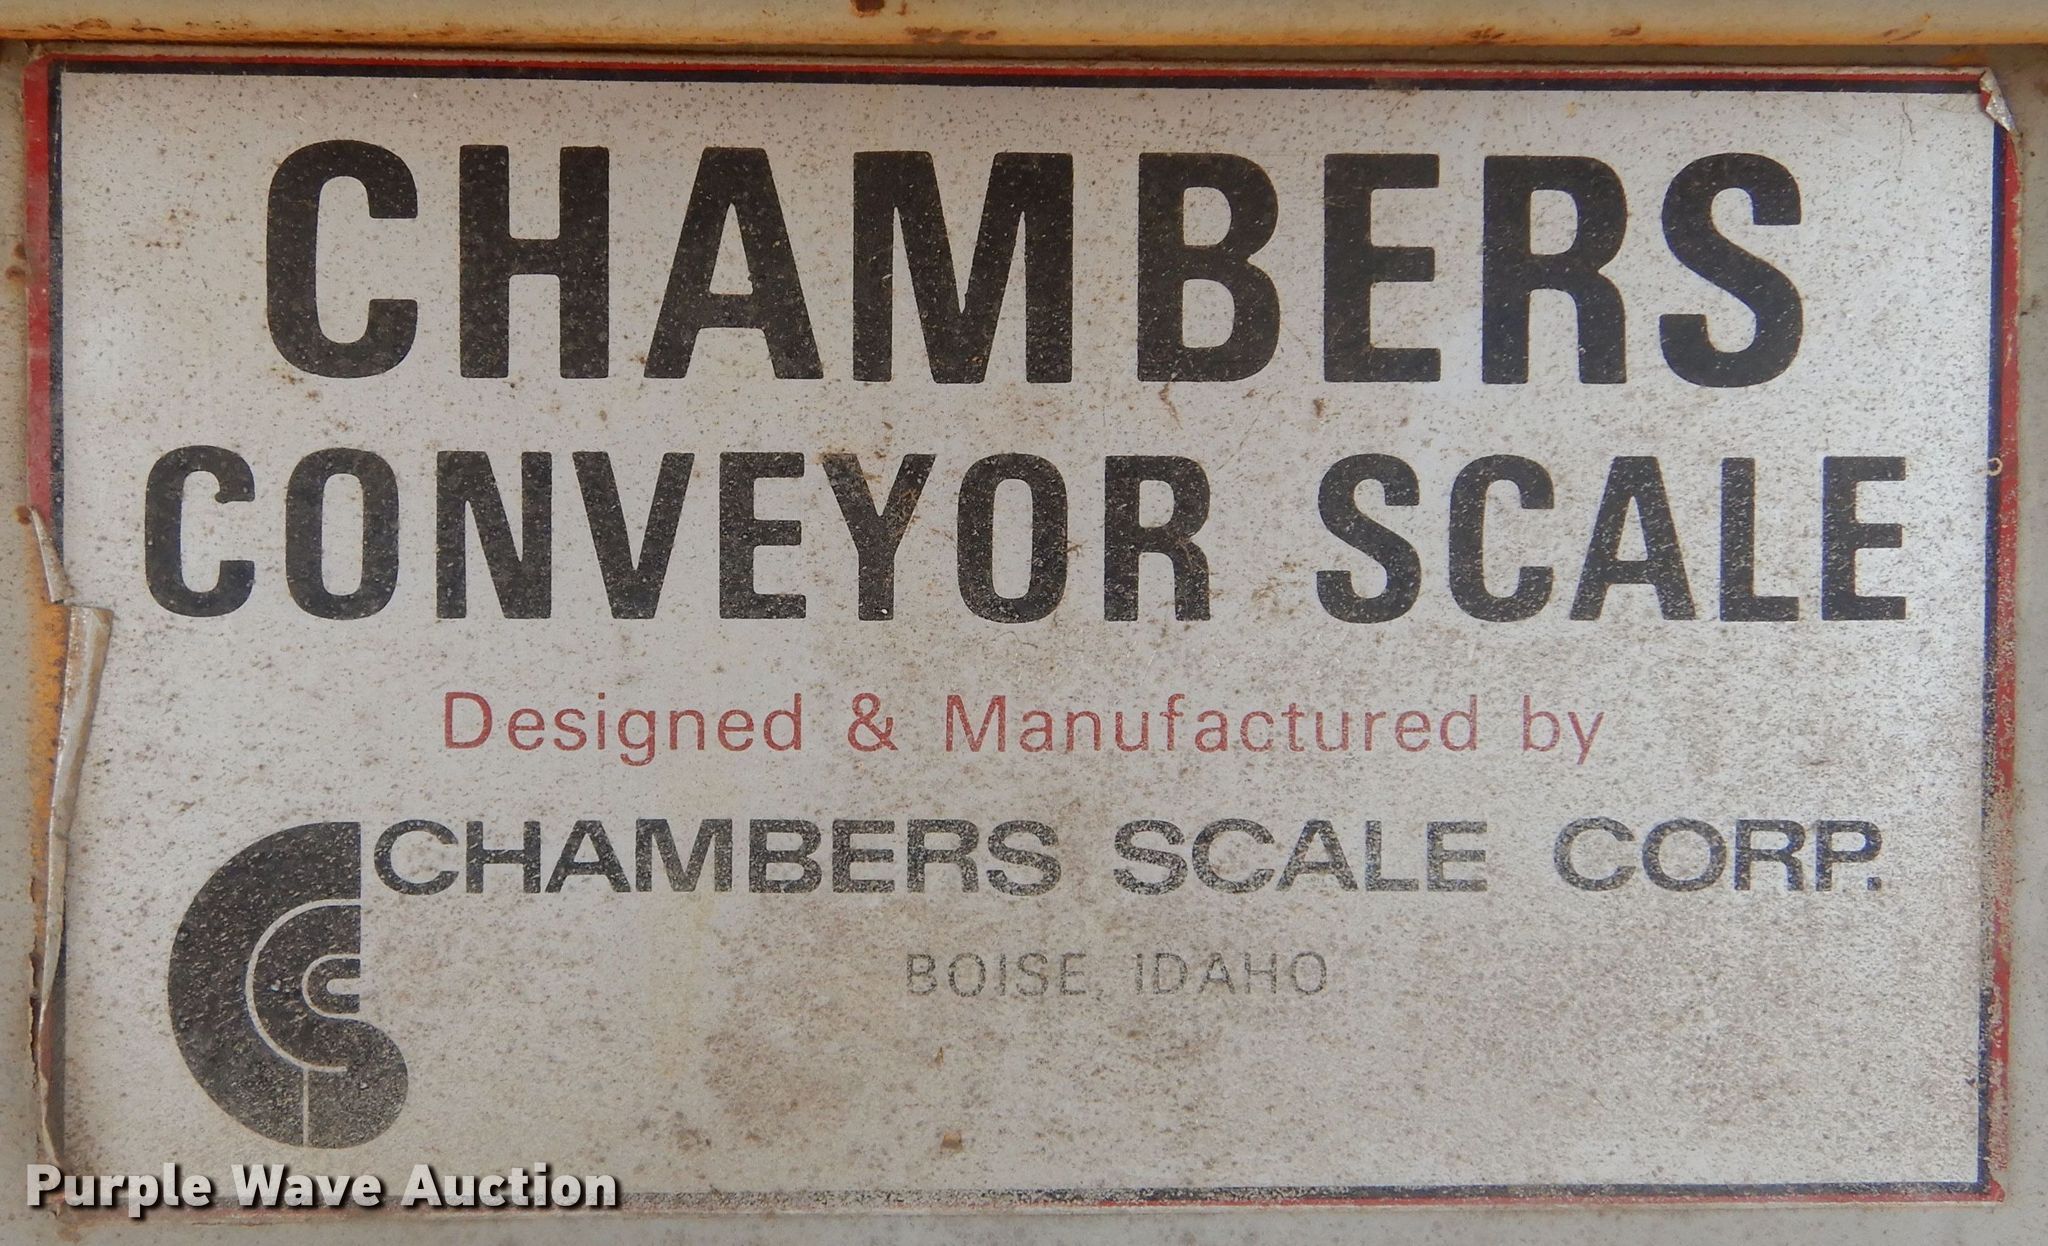 CHAMBERS
CONVEYOR SCALE
Designed & Manufactured by
CHAMBERS SCALE CORP.
BOISE, IDAHO
Purple Wave Auction